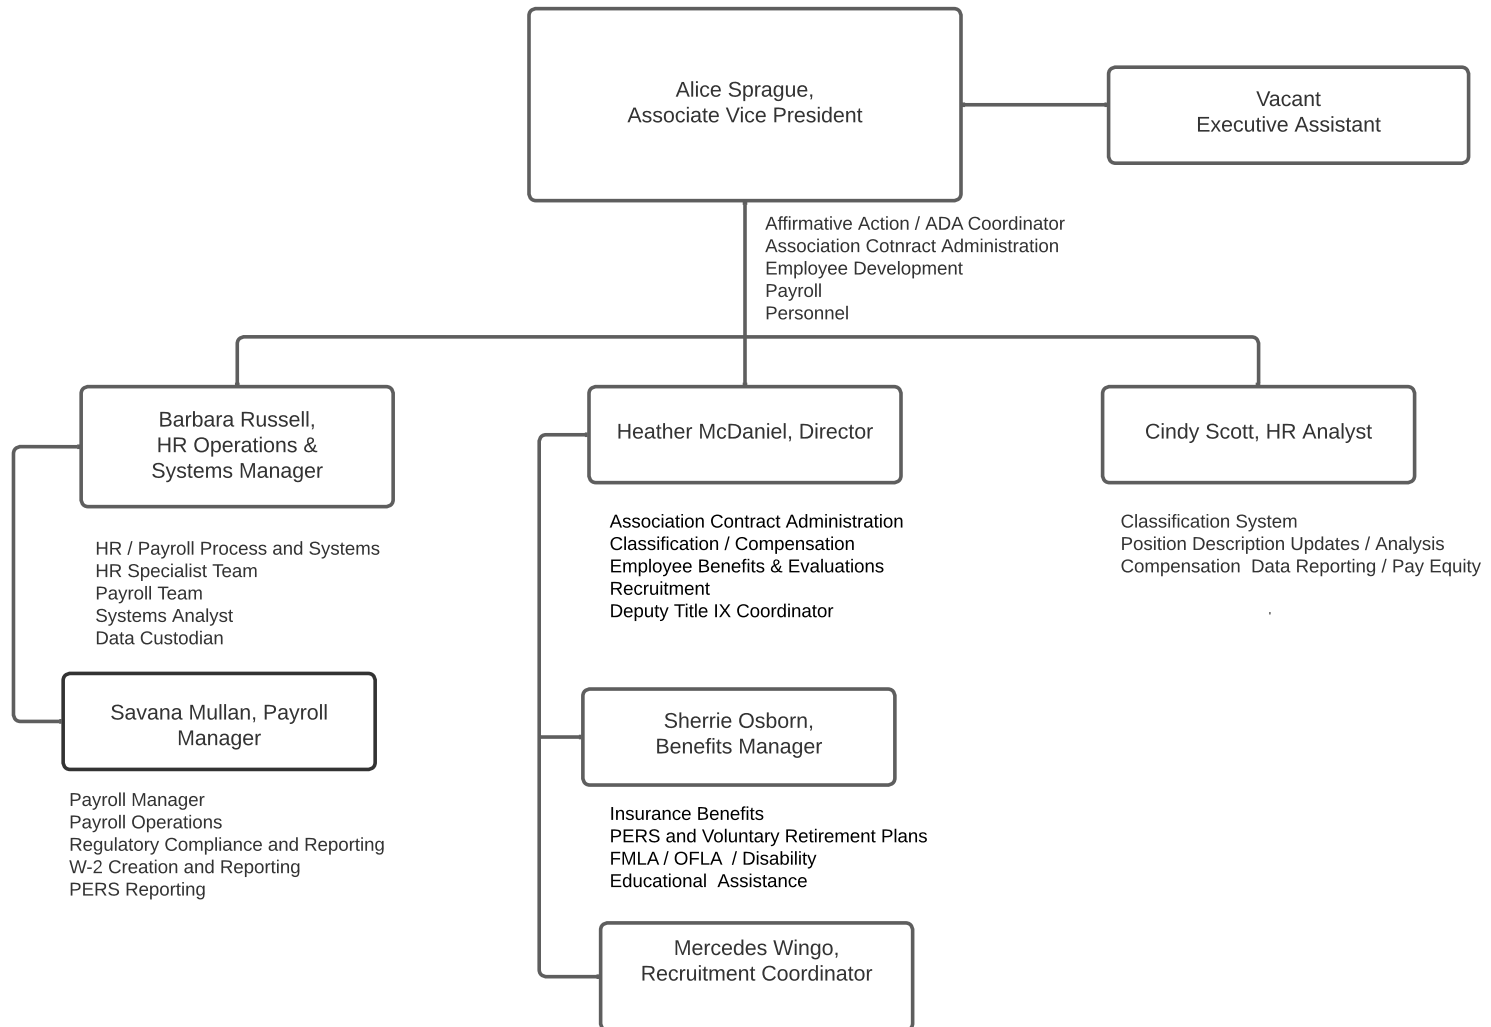 Alice Sprague,
Associate Vice President
Vacant
Executive Assistant
Affirmative Action / ADA Coordinator
Association Cotnract Administration
Employee Development
Payroll
Personnel
Barbara Russell,
HR Operations &
Systems Manager
HR / Payroll Process and Systems
HR Specialist Team
Payroll Team
Systems Analyst
Data Custodian
Savana Mullan, Payroll
Manager
Payroll Manager
Payroll Operations
Regulatory Compliance and Reporting
W-2 Creation and Reporting
PERS Reporting
Heather McDaniel, Director
Association Contract Administration
Classification / Compensation
Employee Benefits & Evaluations
Recruitment
Deputy Title IX Coordinator
Sherrie Osborn,
Benefits Manager
Insurance Benefits
PERS and Voluntary Retirement Plans
FMLA / OFLA  / Disability
Educational  Assistance
Mercedes Wingo,
Recruitment Coordinator
Cindy Scott, HR Analyst
Classification System
Position Description Updates / Analysis
Compensation  Data Reporting / Pay Equity
.